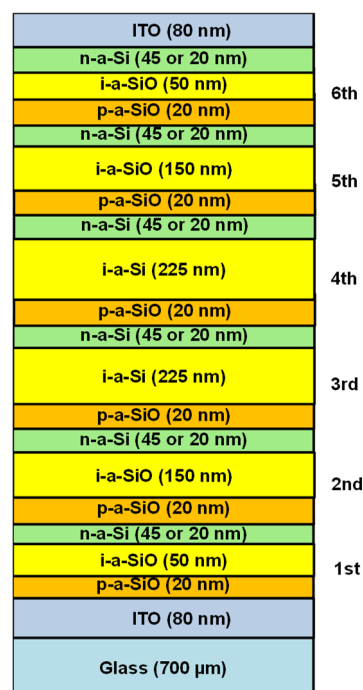 ITO (80 nm)
n-a-Si (45 or 20 nm)
i-a-SiO (50 nm)
6th
p-a-SiO (20 nm)
n-a-Si (45 or 20 nm)
i-a-SiO (150 nm)
5th
p-a-SiO (20 nm)
n-a-Si (45 or 20 nm)
i-a-Si (225 nm)
4th
p-a-SiO (20 nm)
n-a-Si (45 or 20 nm)
i-a-Si (225 nm)
3rd
p-a-SiO (20 nm)
n-a-Si (45 or 20 nm)
i-a-SiO (150 nm)
2nd
p-a-SiO (20 nm)
n-a-Si (45 or 20 nm)
i-a-SiO (50 nm)
1st
p-a-SiO (20 nm)
ITO (80 nm)
Glass (700 μm)